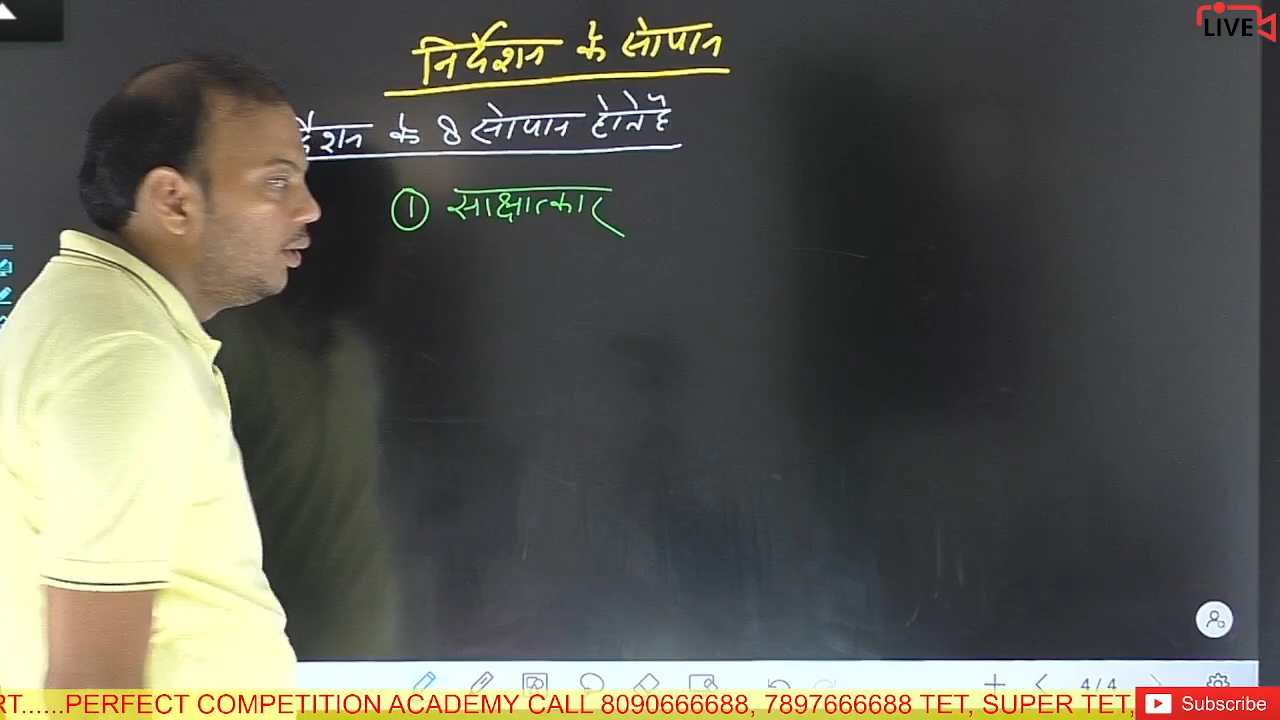 LIVE
निर्देशन के सोपान
र्देशन के 8 सोपान होते हैं
① साक्षात्कार
4/4
RT......PERFECT COMPETITION ACADEMY CALL 8090666688, 7897666688 TET, SUPER TET,
Subscribe